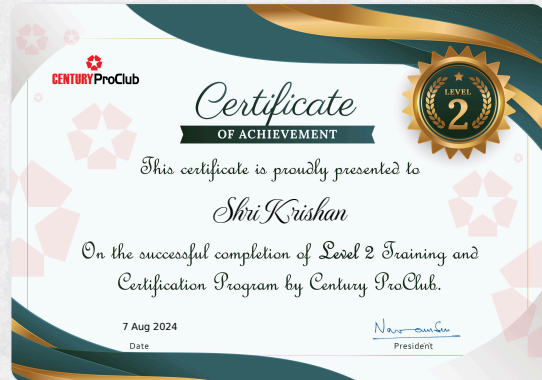 CENTURY ProClub
Certificate
OF ACHIEVEMENT
LEVEL
2
This certificate is proudly presented to
Shri Krishan
On the successful completion of Level 2 Training and
Certification Program by Century ProClub.
7 Aug 2024
Date
President